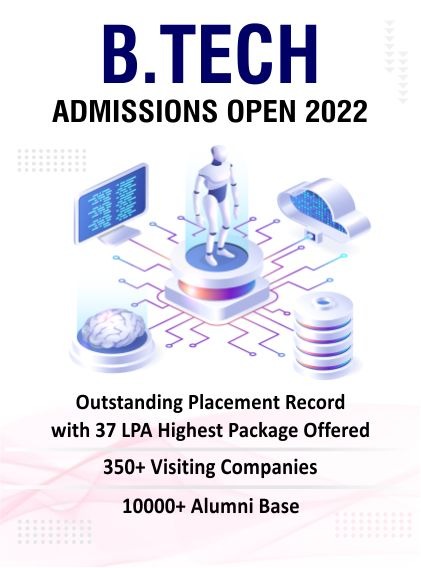 B.TECH
ADMISSIONS OPEN 2022
Outstanding Placement Record
with 37 LPA Highest Package Offered
350+ Visiting Companies
10000+ Alumni Base